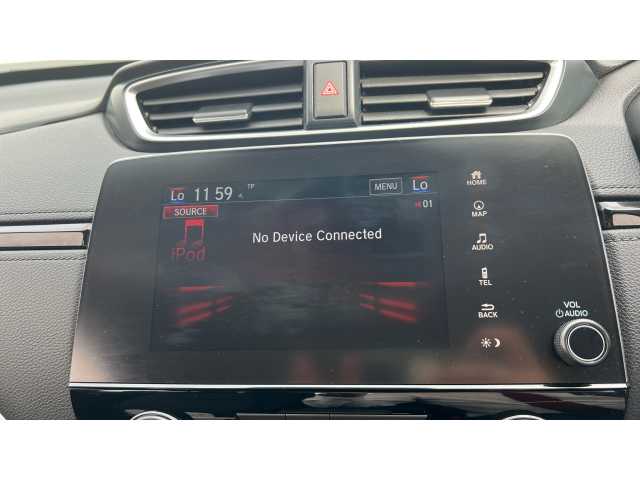 Lo 11 59 TP MENU Lo
SOURCE
01
iPod
No Device Connected
HOME
MAP
AUDIO
TEL
BACK
VOL
AUDIO